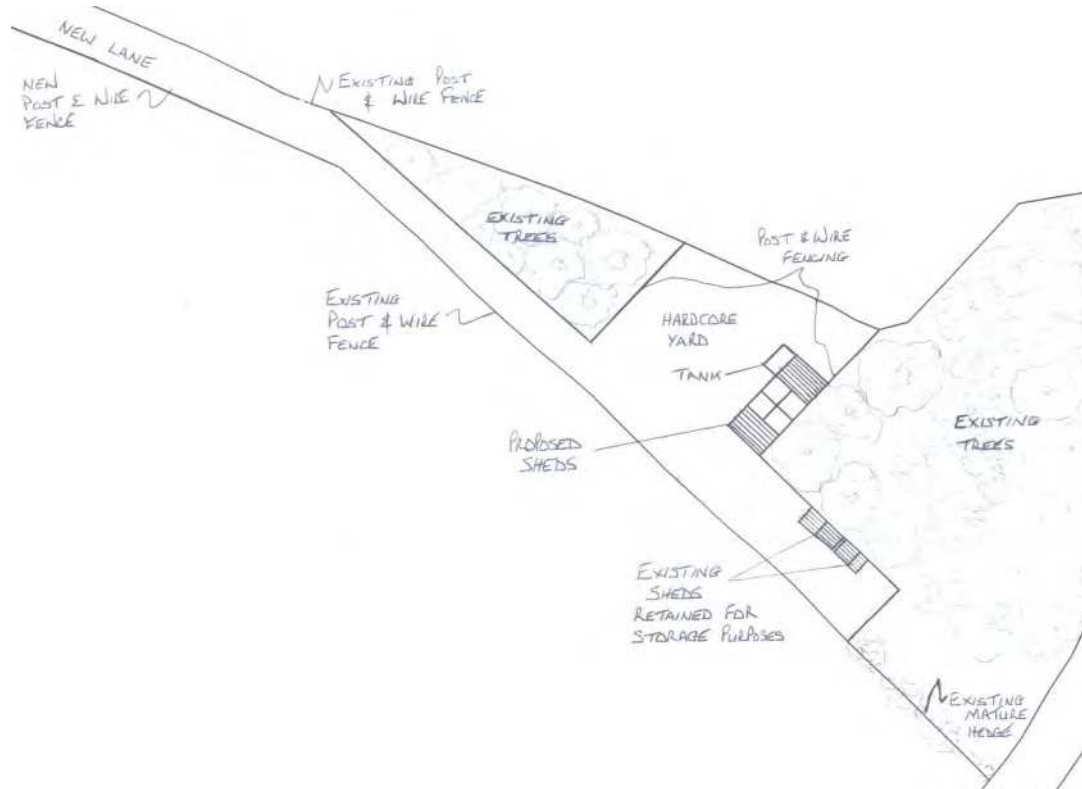 NEW LANE
NEW
POST & WIRE
FENCE
EXISTING POST
& WIRE FENCE
EXISTING
TREES
POST & WIRE
FENCING
EXISTING
POST & WIRE
FENCE
HARDCORE
YARD
TANK
PROPOSED
SHEDS
EXISTING
TREES
EXISTING
SHEDS
RETAINED FOR
STORAGE PURPOSES
EXISTING
MATURE
HEDGE